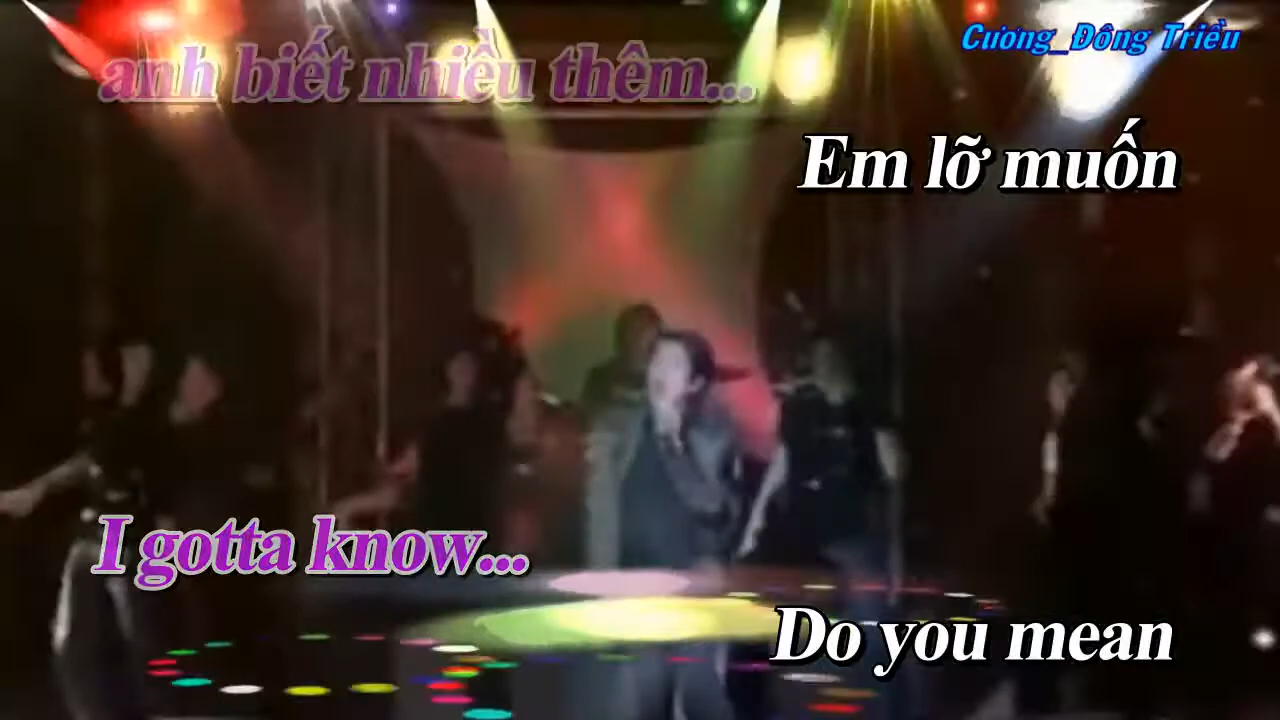 Cương_Đông Triều
anh biết nhiều thêm...
Em lỡ muốn
I gotta know...
Do you mean